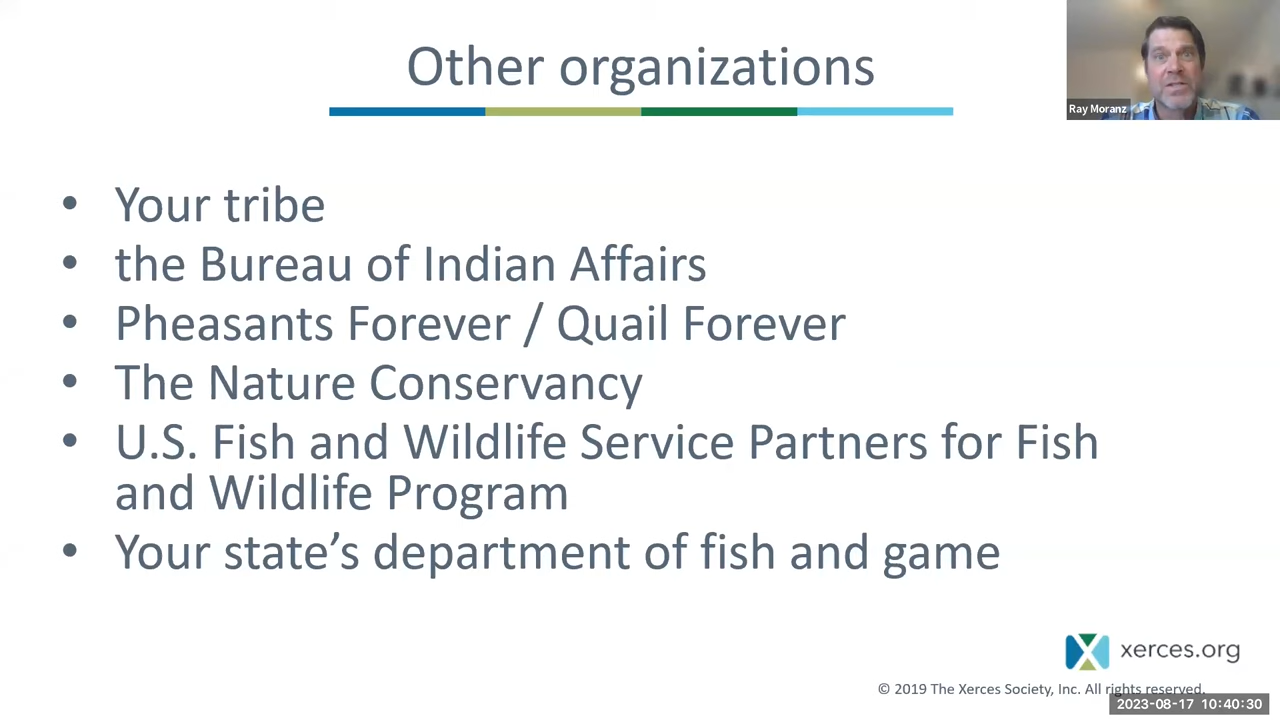 Other organizations
Ray Moranz
• Your tribe
• the Bureau of Indian Affairs
• Pheasants Forever / Quail Forever
• The Nature Conservancy
• U.S. Fish and Wildlife Service Partners for Fish
and Wildlife Program
• Your state’s department of fish and game
xerces.org
© 2019 The Xerces Society, Inc. All rights reserved.
2023-08-17 10:40:30